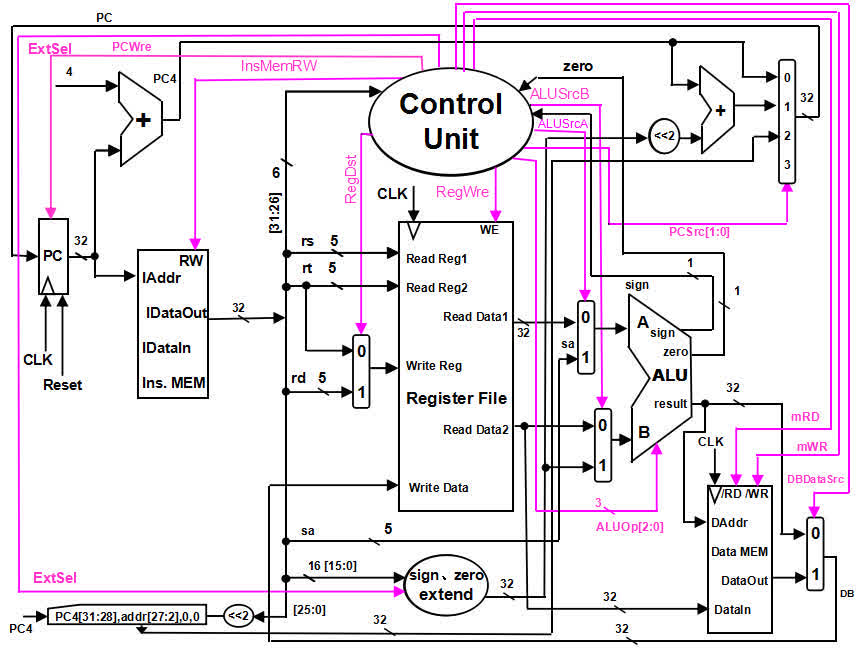 PC
ExtSel
PCWre
InsMemRW
4
PC4
+
Control
Unit
zero
ALUSrcB
ALUSrcA
<<2
+
0
1
2
3
32
6
[31:26]
RegDst
CLK
RegWre
PCSrc[1:0]
PC
32
CLK
Reset
RW
IAddr
IDataOut
IDataIn
Ins. MEM
32
rs
5
rt
5
rd
5
0
1
WE
Read Reg1
Read Reg2
Read Data1
Write Reg
Register File
Read Data2
Write Data
32
sa
0
1
0
1
sign
1
1
A
sign
zero
ALU
result
B
32
3
ALUOp[2:0]
CLK
mRD
mWR
DBDataSrc
/RD /WR
DAddr
Data MEM
DataOut
DataIn
0
1
DB
sa
5
16 [15:0]
sign、zero
extend
32
ExtSel
[25:0]
PC4
PC4[31:28],addr[27:2],0,0
<<2
32
32
32